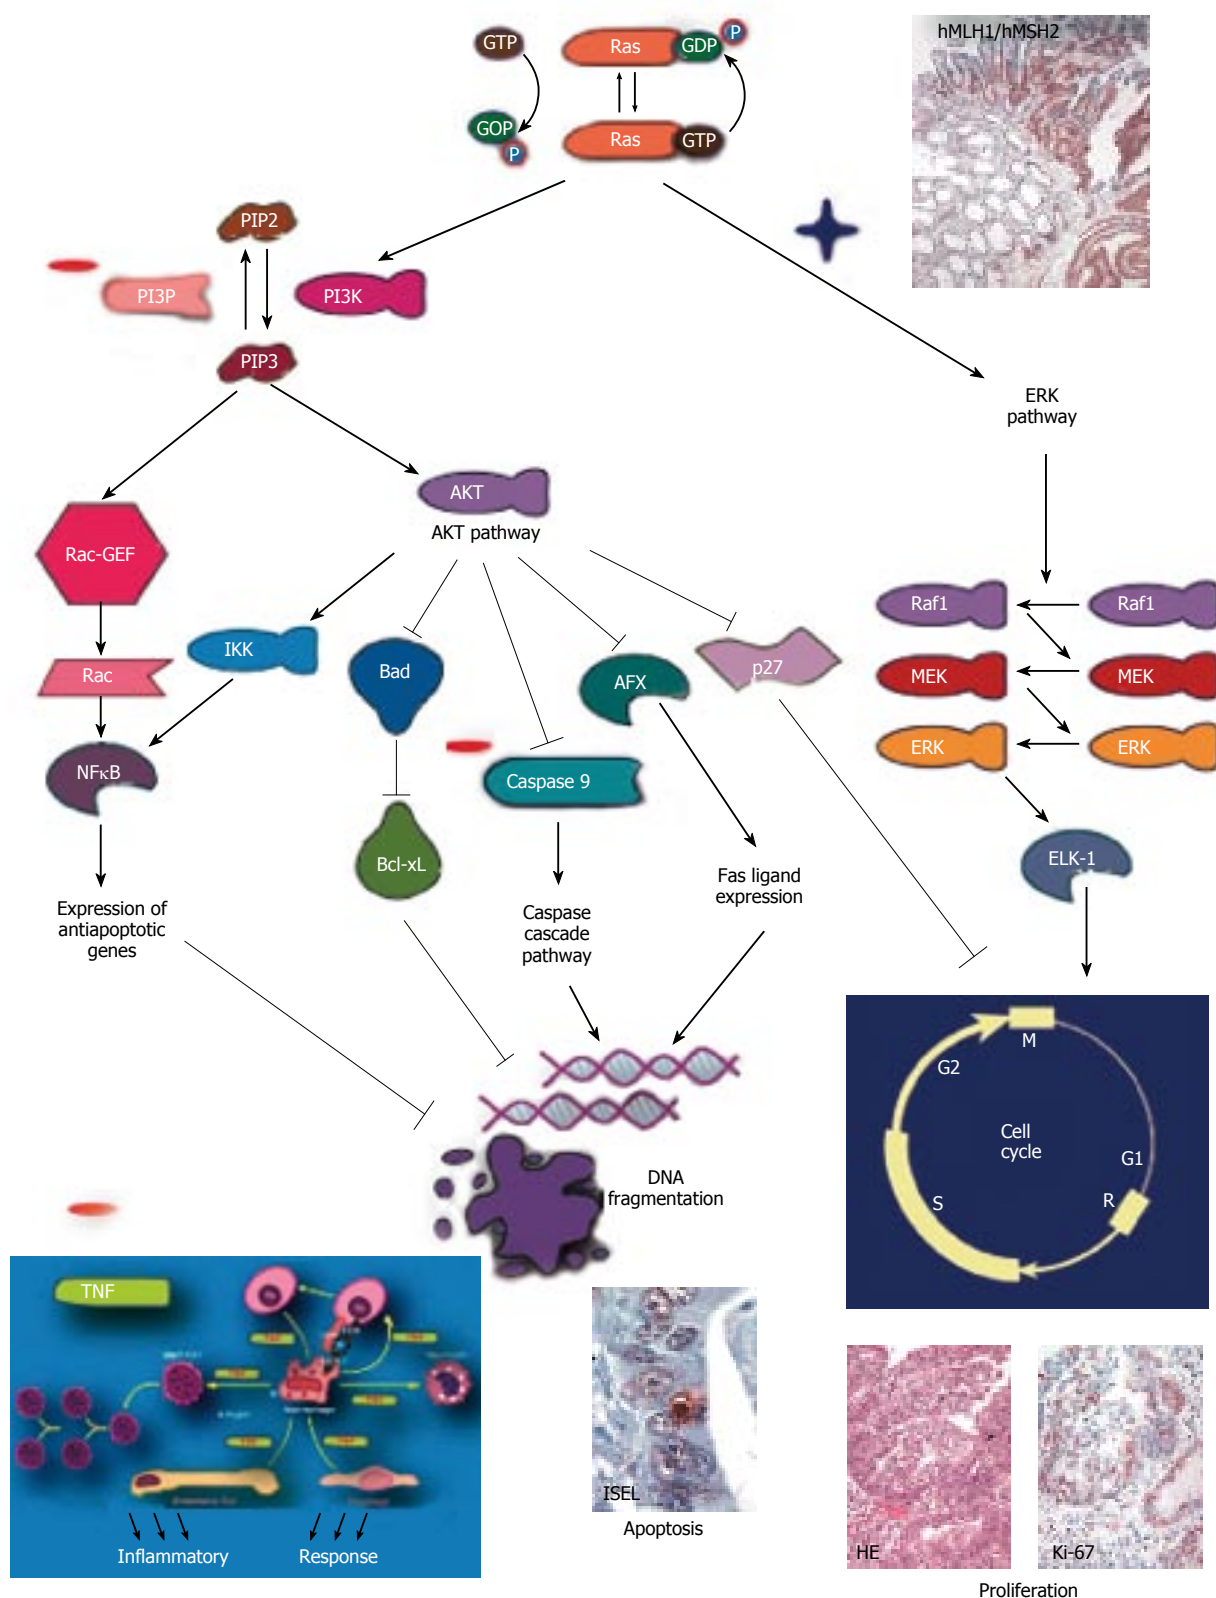 hMLH1/hMSH2
GTP
Ras
GDP
P
GOP
P
Ras
GTP
PIP2
PI3P
PI3K
PIP3
ERK
pathway
AKT
AKT pathway
Rac-GEF
Raf1
Raf1
IKK
Bad
AFX
p27
Rac
MEK
MEK
NFκB
Caspase 9
ERK
ERK
Bcl-xL
ELK-1
Fas ligand
expression
Expression of
antiapoptotic
genes
Caspase
cascade
pathway
M
G2
Cell
cycle
G1
S
R
DNA
fragmentation
TNF
Inflammatory
Response
ISEL
Apoptosis
HE
Ki-67
Proliferation